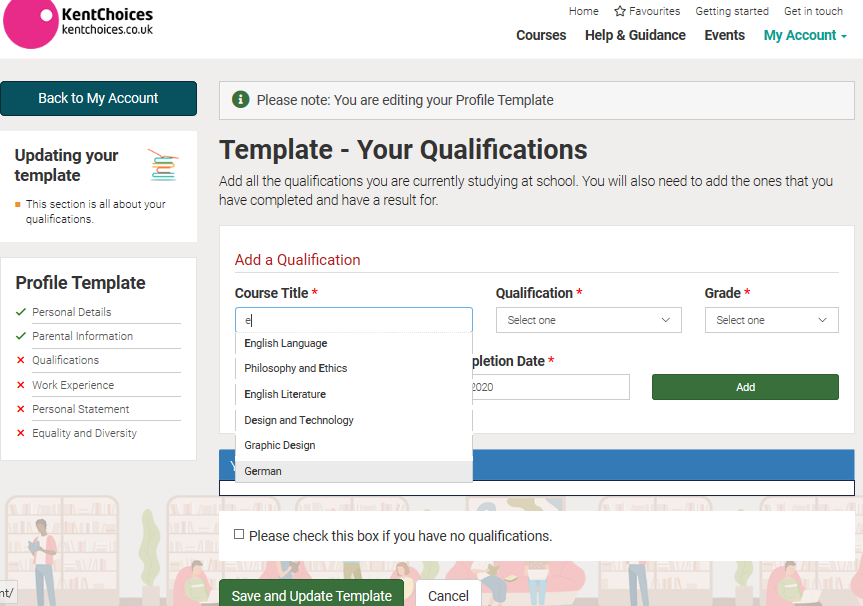 KentChoices
kentchoices.co.uk
Home Favourites Getting started Get in touch
Courses Help & Guidance Events My Account
Back to My Account
Updating your
template
This section is all about your
qualifications.
Profile Template
Personal Details
Parental Information
Qualifications
Work Experience
Personal Statement
Equality and Diversity
Please note: You are editing your Profile Template
Template - Your Qualifications
Add all the qualifications you are currently studying at school. You will also need to add the ones that you
have completed and have a result for.
Add a Qualification
Course Title * Qualification * Grade *
e Select one Select one
English Language
Philosophy and Ethics
English Literature
Design and Technology
Graphic Design
German
pletion Date *
2020 Add
Please check this box if you have no qualifications.
Save and Update Template Cancel
nt/